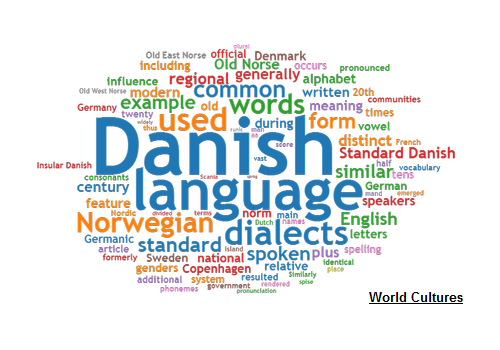 plural
Old East Norse official Denmark
including Old Norse occurs pronounced
influence regional generally alphabet
Old West Norse modern common written 20th
Germany example old words meaning communities
twenty used during form times
thus widely runic man vowel
Danish score distinct French
Insular Danish vast Standard Danish
consonants Scania half vocabulary
century language similar tens
feature German
Nordic divided terms norm main mand emerged
Norwegian Dutch names English speakers
Germanic standard dialects letters
article island spoken plus spelling
formerly Sweden national identical
genders Copenhagen relative place
additional system resulted Similarly
phonemes government rendered spise
pronunciation
World Cultures